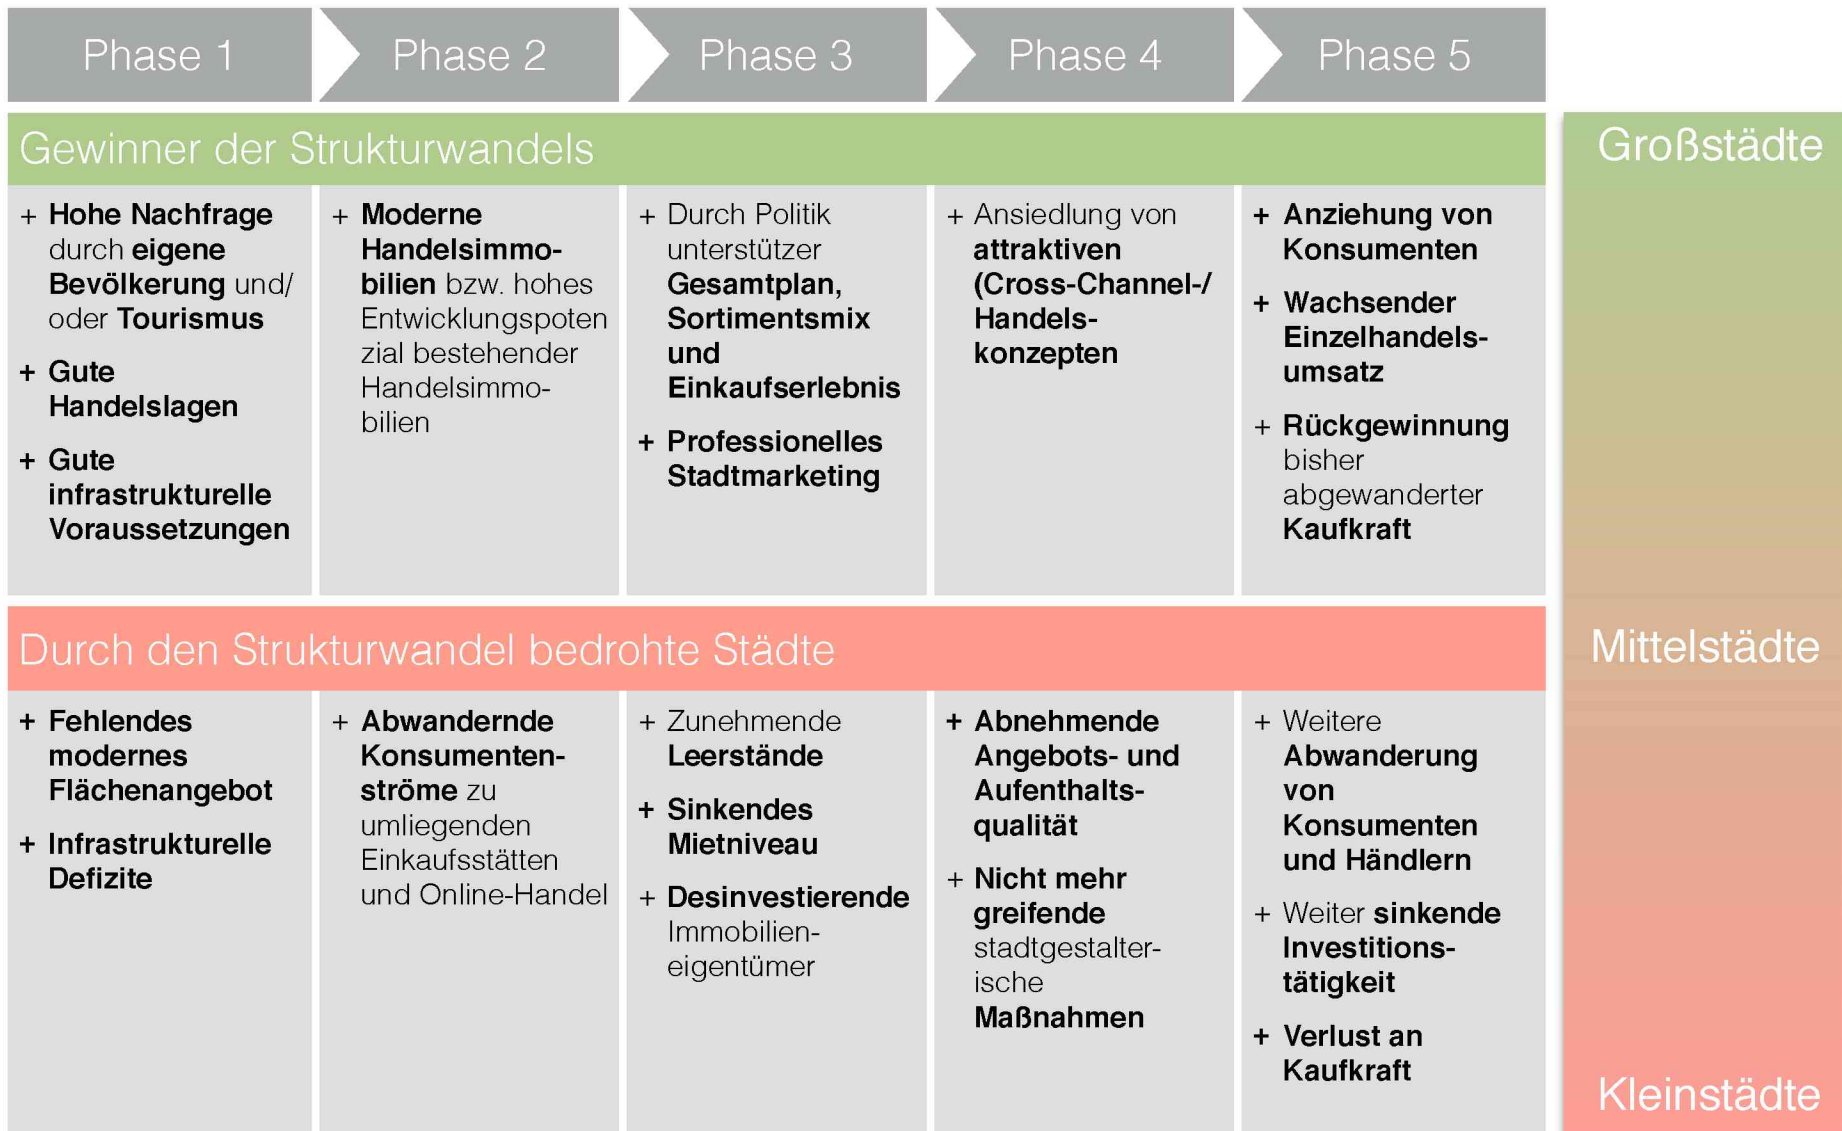 Phase 1
Phase 2
Phase 3
Phase 4
Phase 5
Gewinner der Strukturwandels
+ Hohe Nachfrage
durch eigene
Bevölkerung und/
oder Tourismus
+ Gute
Handelslagen
+ Gute
infrastrukturelle
Voraussetzungen
+ Moderne
Handelsimmo-
bilien bzw. hohes
Entwicklungspoten
zial bestehender
Handelsimmo-
bilien
+ Durch Politik
unterstützer
Gesamtplan,
Sortimentsmix
und
Einkaufserlebnis
+ Professionelles
Stadtmarketing
+ Ansiedlung von
attraktiven
(Cross-Channel-/
Handels-
konzepten
+ Anziehung von
Konsumenten
+ Wachsender
Einzelhandels-
umsatz
+ Rückgewinnung
bisher
abgewanderter
Kaufkraft
Durch den Strukturwandel bedrohte Städte
+ Fehlendes
modernes
Flächenangebot
+ Infrastrukturelle
Defizite
+ Abwandernde
Konsumenten-
ströme zu
umliegenden
Einkaufsstätten
und Online-Handel
+ Zunehmende
Leerstände
+ Sinkendes
Mietniveau
+ Desinvestierende
Immobilien-
eigentümer
+ Abnehmende
Angebots- und
Aufenthalts-
qualität
+ Nicht mehr
greifende
stadtgestalter-
ische
Maßnahmen
+ Weitere
Abwanderung
von
Konsumenten
und Händlern
+ Weiter sinkende
Investitions-
tätigkeit
+ Verlust an
Kaufkraft
Großstädte
Mittelstädte
Kleinstädte